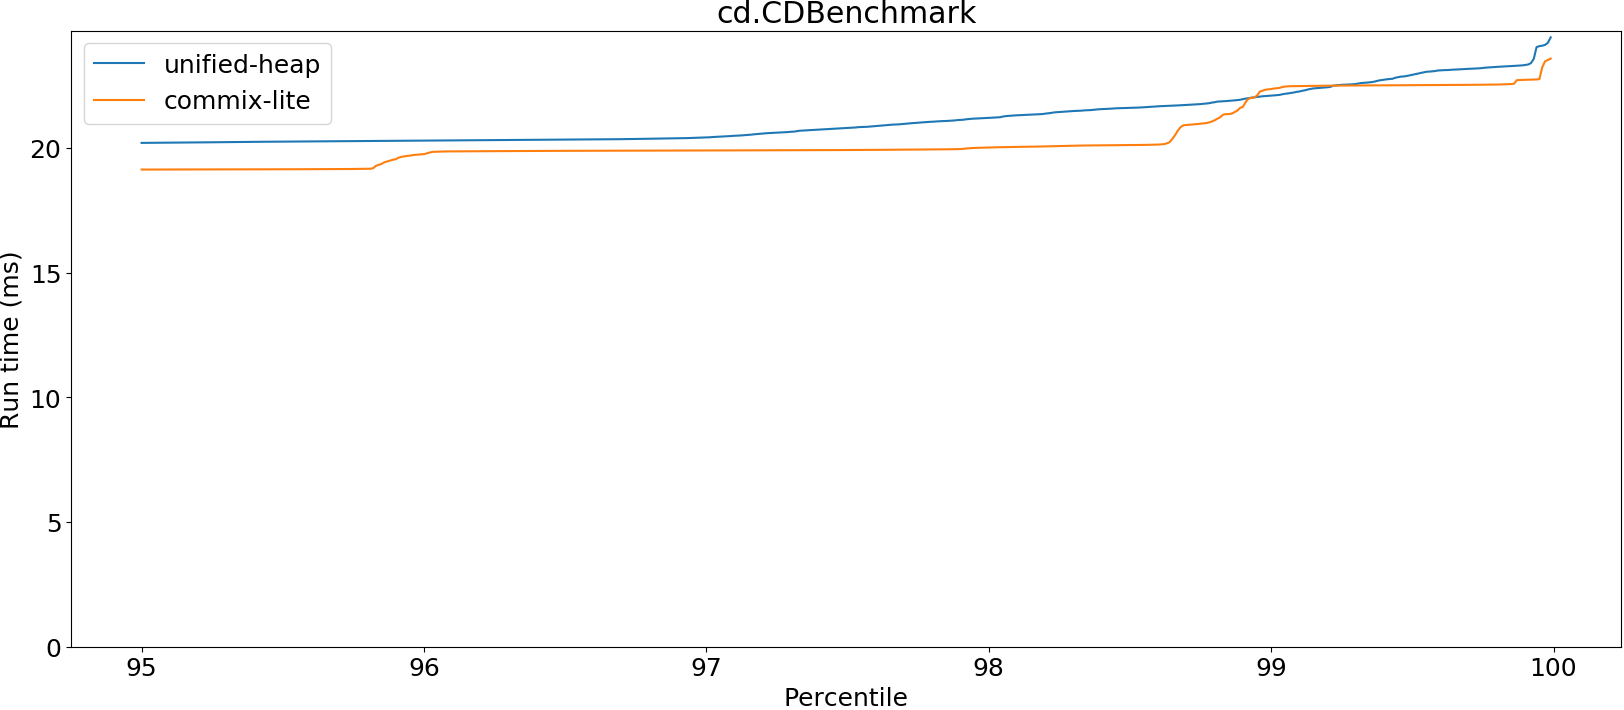 cd.CDBenchmark
unified-heap
commix-lite
Run time (ms)
20
15
10
5
0
95 96 97 98 99 100
Percentile